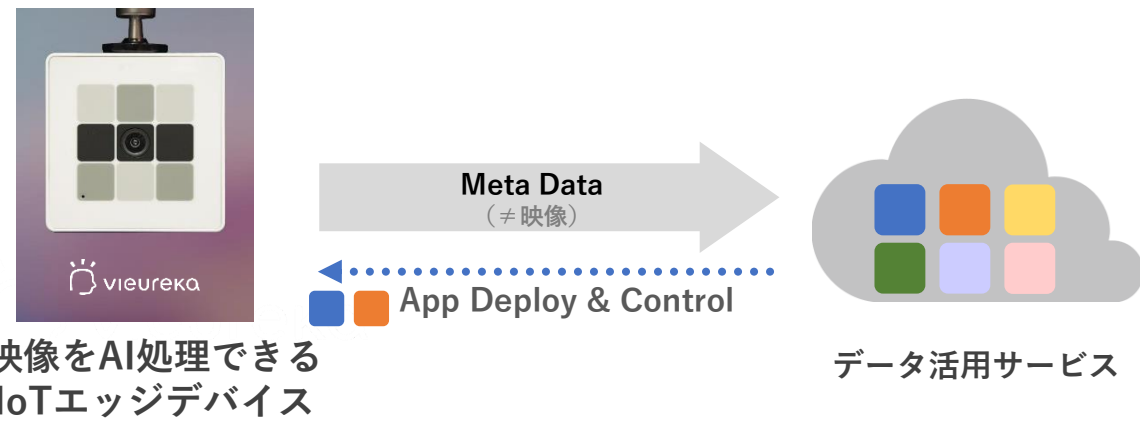 vieureka
映像をAI処理できる
IoTエッジデバイス
Meta Data
（≠映像）
App Deploy & Control
データ活用サービス